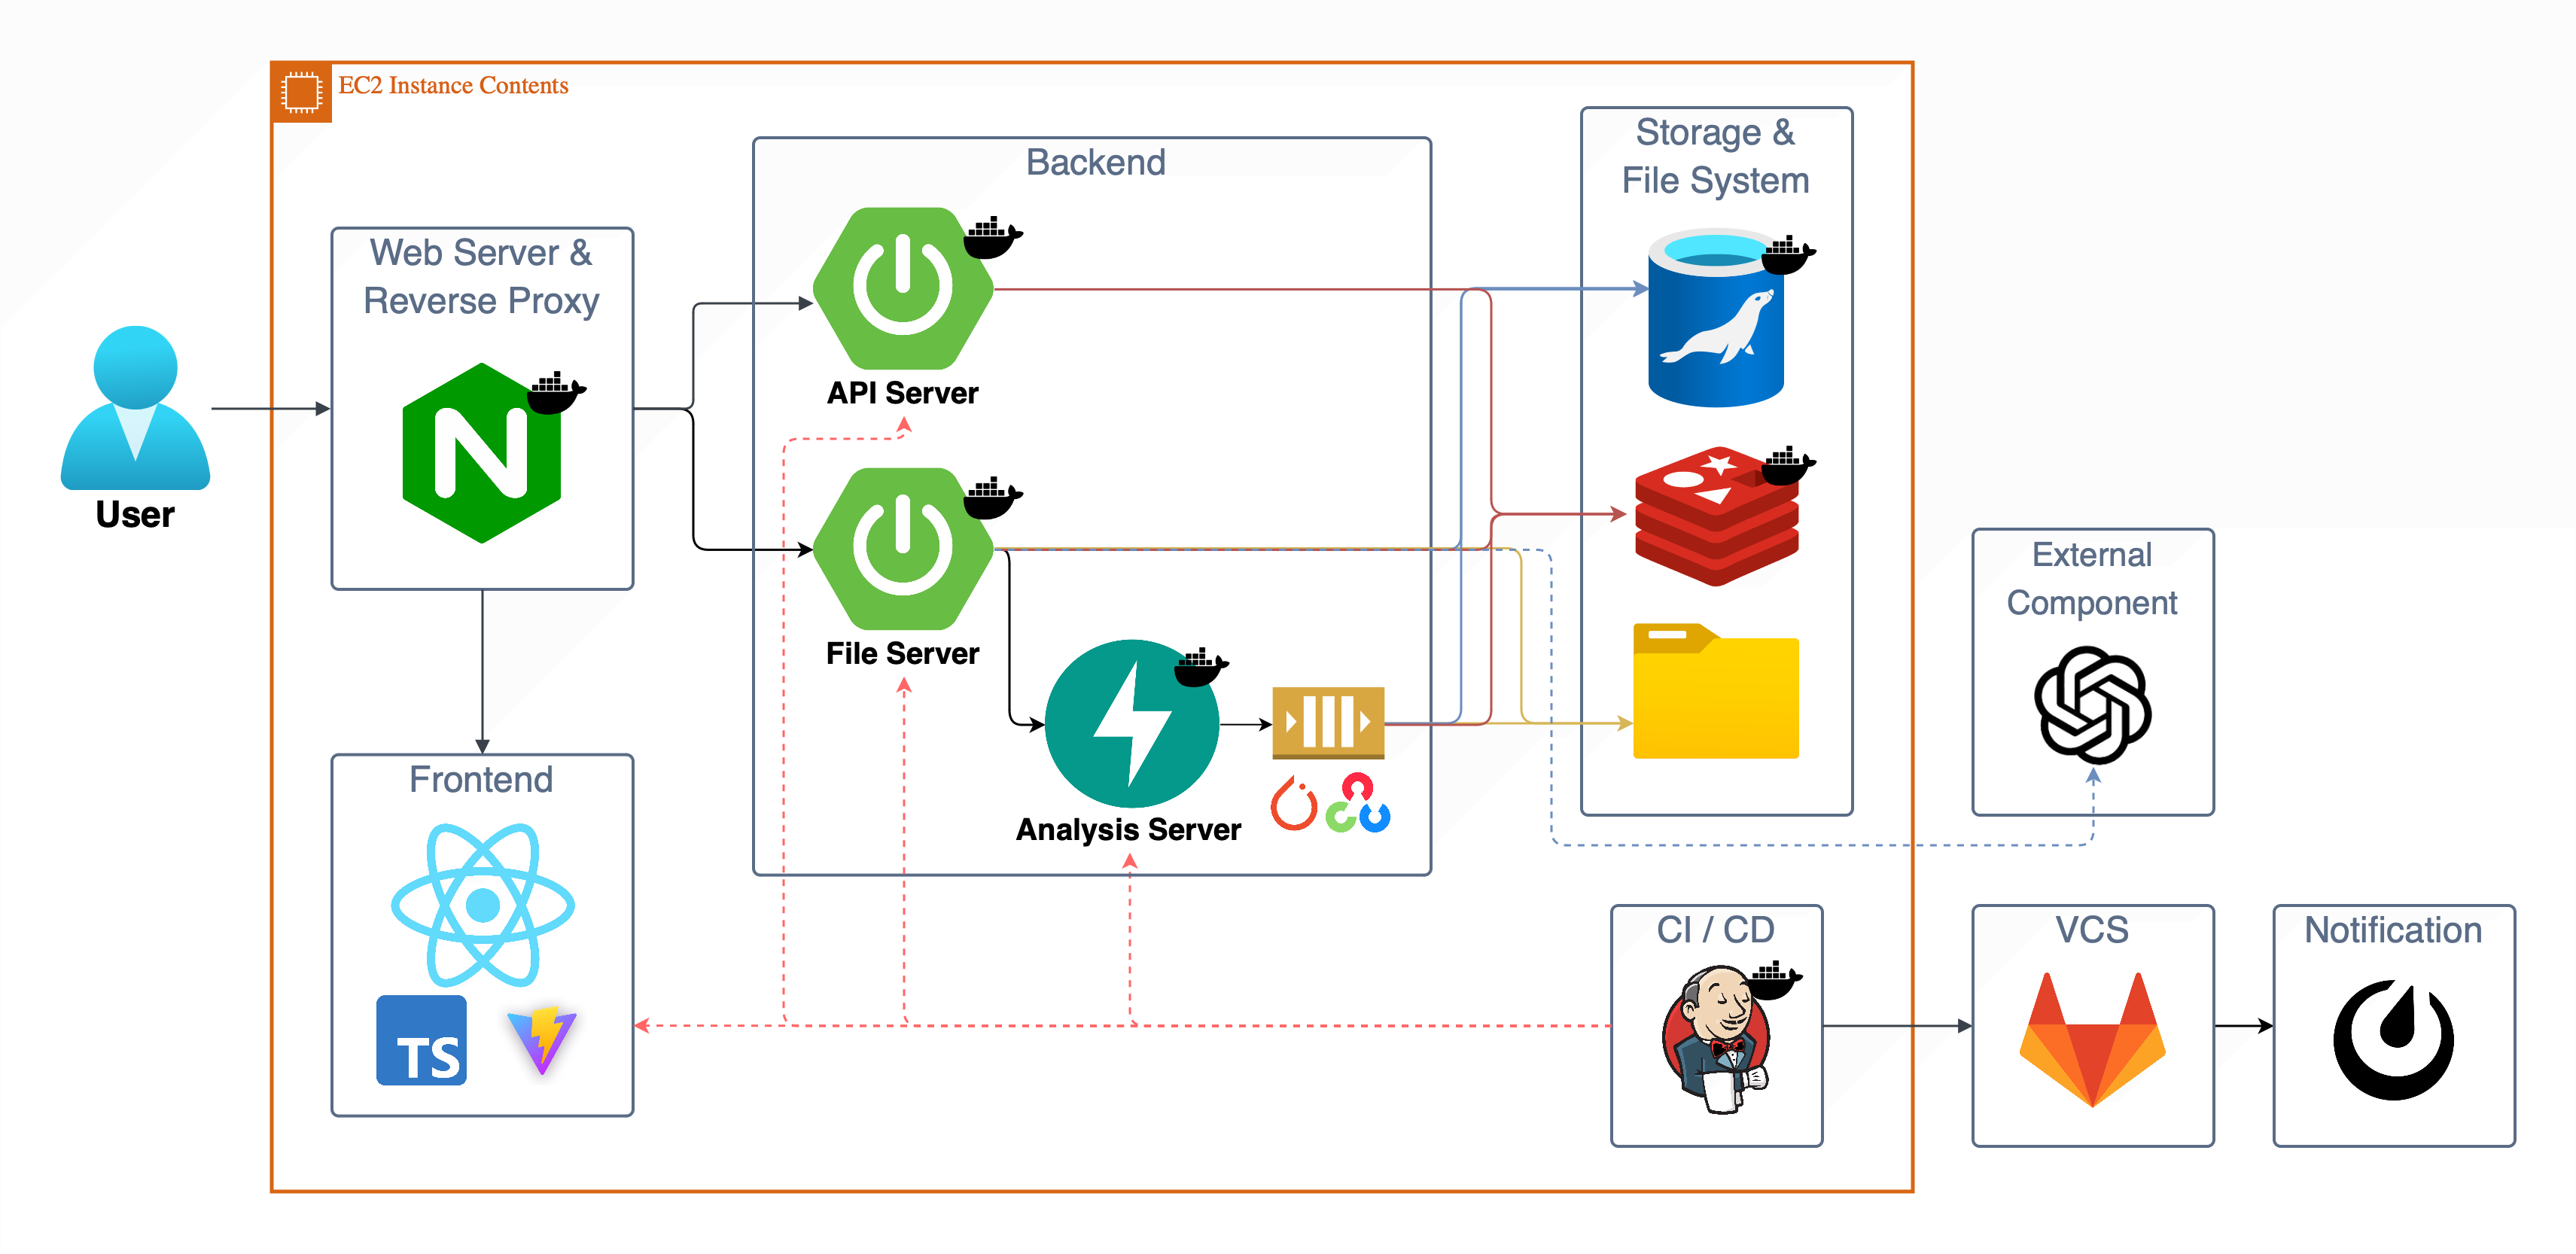 EC2 Instance Contents
Storage &
File System
Backend
Web Server &
Reverse Proxy
N
API Server
User
File Server
External
Component
Analysis Server
Frontend
TS
CI / CD
VCS
Notification